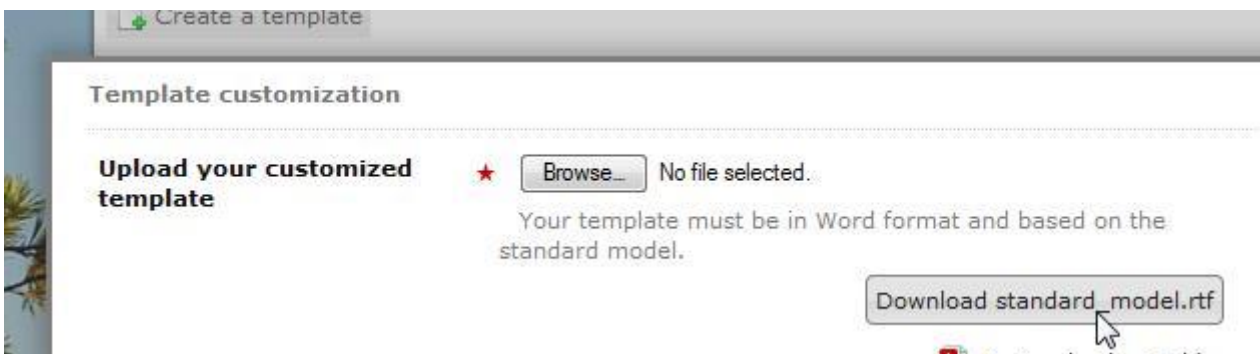 Create a template
Template customization
Upload your customized
template
★ Browse... No file selected.
Your template must be in Word format and based on the
standard model.
Download standard_model.rtf